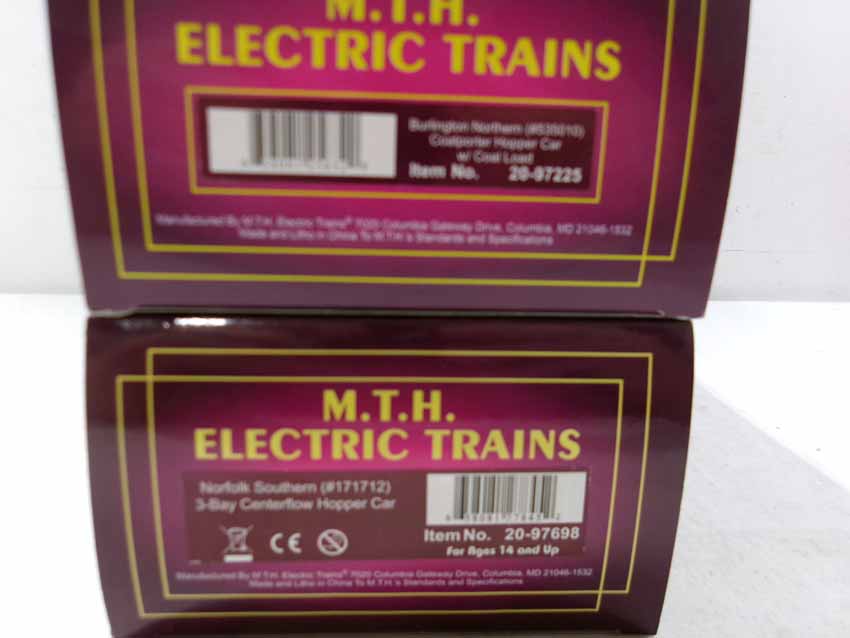 M.T.H.
ELECTRIC TRAINS
Burlington Northern (#535010)
Coalporter Hopper Car
w/ Coal Load
Item No. 20-97225
Manufactured By M.T.H. Electric Trains® 7020 Columbia Gateway Drive, Columbia, MD 21046-1532
Made and Litho in China To M.T.H.'s Standards and Specifications
M.T.H.
ELECTRIC TRAINS
Norfolk Southern (#171712)
3-Bay Centerflow Hopper Car
CE
Item No. 20-97698
For Ages 14 and Up
Manufactured By M.T.H. Electric Trains® 7020 Columbia Gateway Drive, Columbia, MD 21046-1532
Made and Litho in China To M.T.H.'s Standards and Specifications